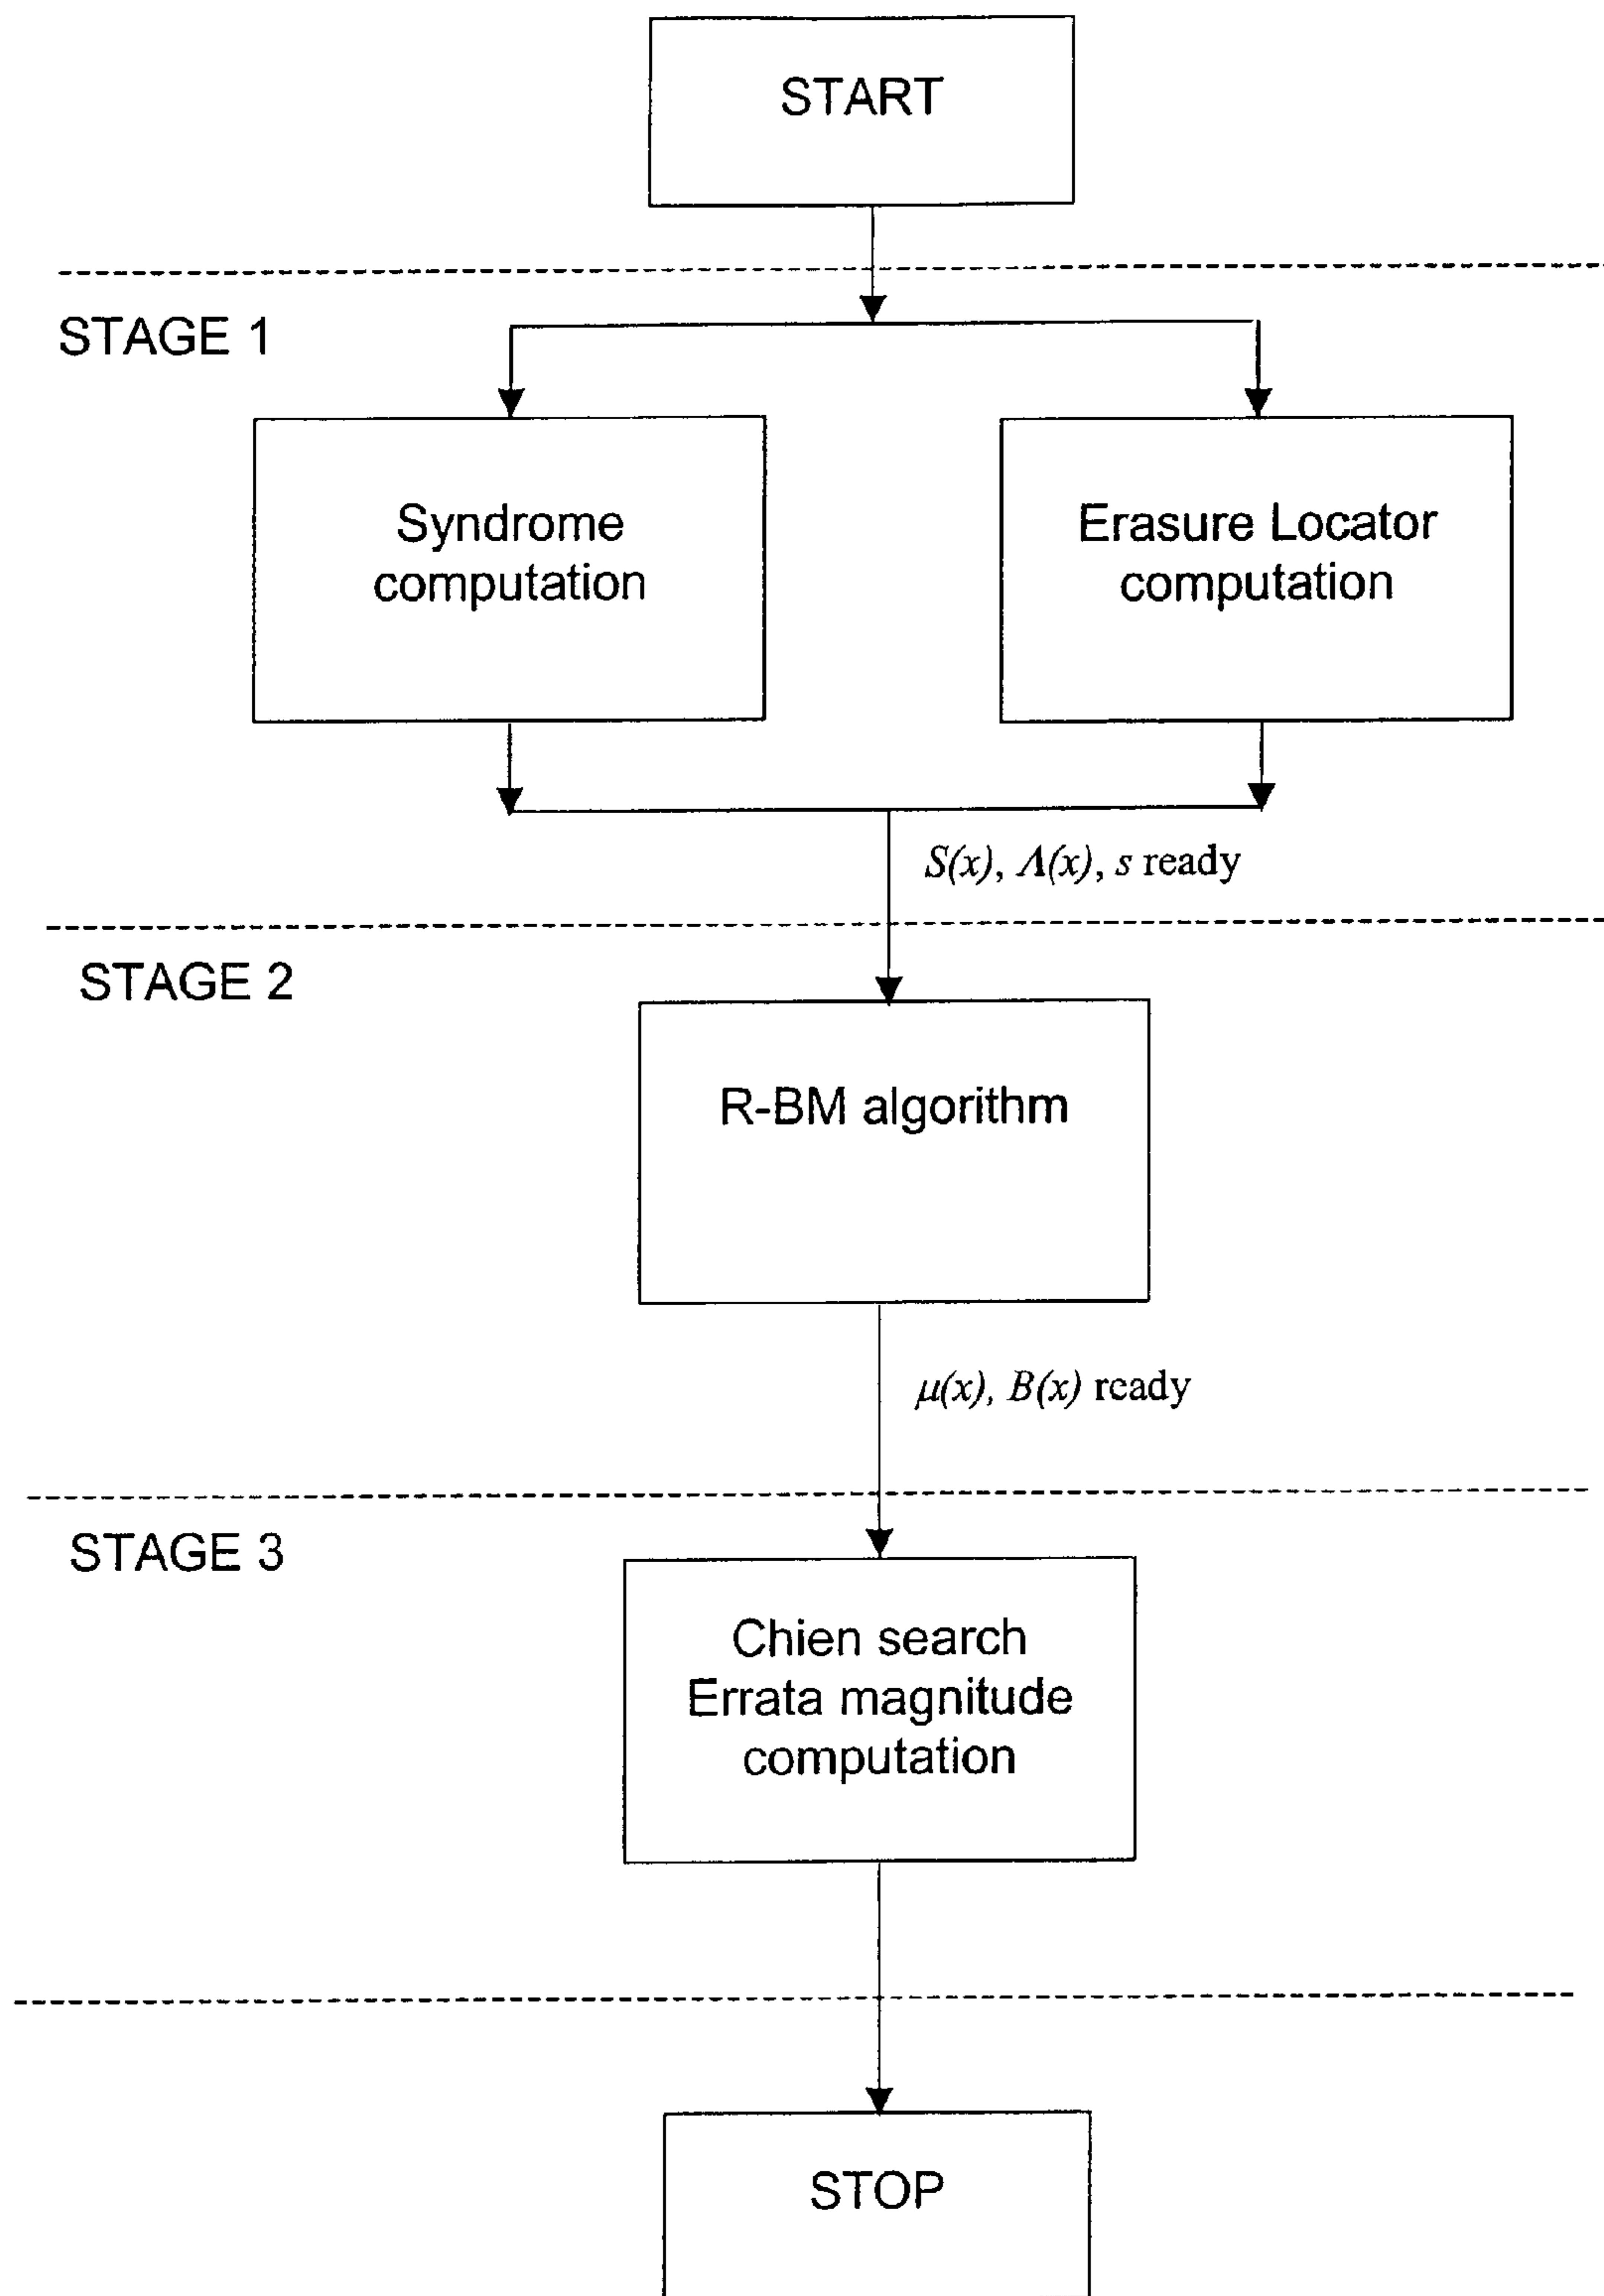 START
STAGE 1
Syndrome
computation
Erasure Locator
computation
S(x), Λ(x), s ready
STAGE 2
R-BM algorithm
μ(x), B(x) ready
STAGE 3
Chien search
Errata magnitude
computation
STOP